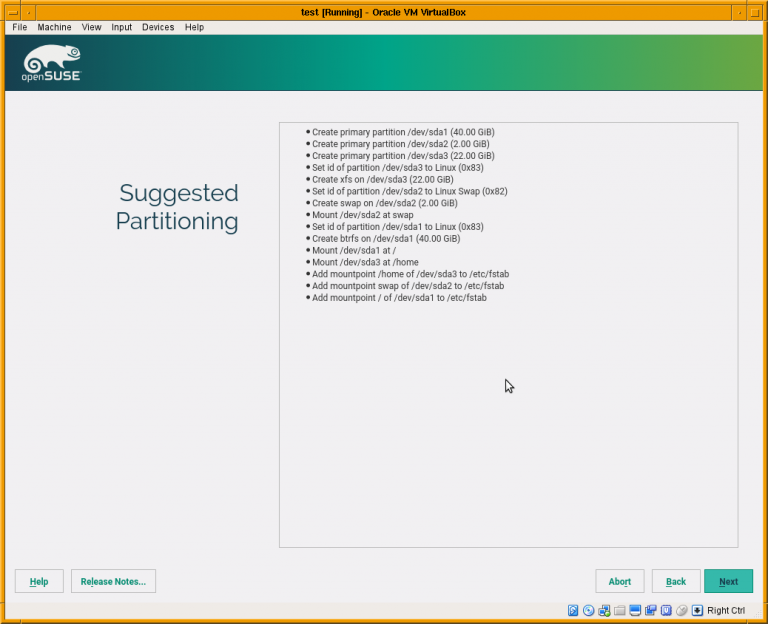 test [Running] - Oracle VM VirtualBox
File Machine View Input Devices Help
openSUSE
Suggested
Partitioning
• Create primary partition /dev/sda1 (40.00 GiB)
• Create primary partition /dev/sda2 (2.00 GiB)
• Create primary partition /dev/sda3 (22.00 GiB)
• Set id of partition /dev/sda3 to Linux (0x83)
• Create xfs on /dev/sda3 (22.00 GiB)
• Set id of partition /dev/sda2 to Linux Swap (0x82)
• Create swap on /dev/sda2 (2.00 GiB)
• Mount /dev/sda2 at swap
• Set id of partition /dev/sda1 to Linux (0x83)
• Create btrfs on /dev/sda1 (40.00 GiB)
• Mount /dev/sda1 at /
• Mount /dev/sda3 at /home
• Add mountpoint /home of /dev/sda3 to /etc/fstab
• Add mountpoint swap of /dev/sda2 to /etc/fstab
• Add mountpoint / of /dev/sda1 to /etc/fstab
Help Release Notes... Abort Back Next
Right Ctrl